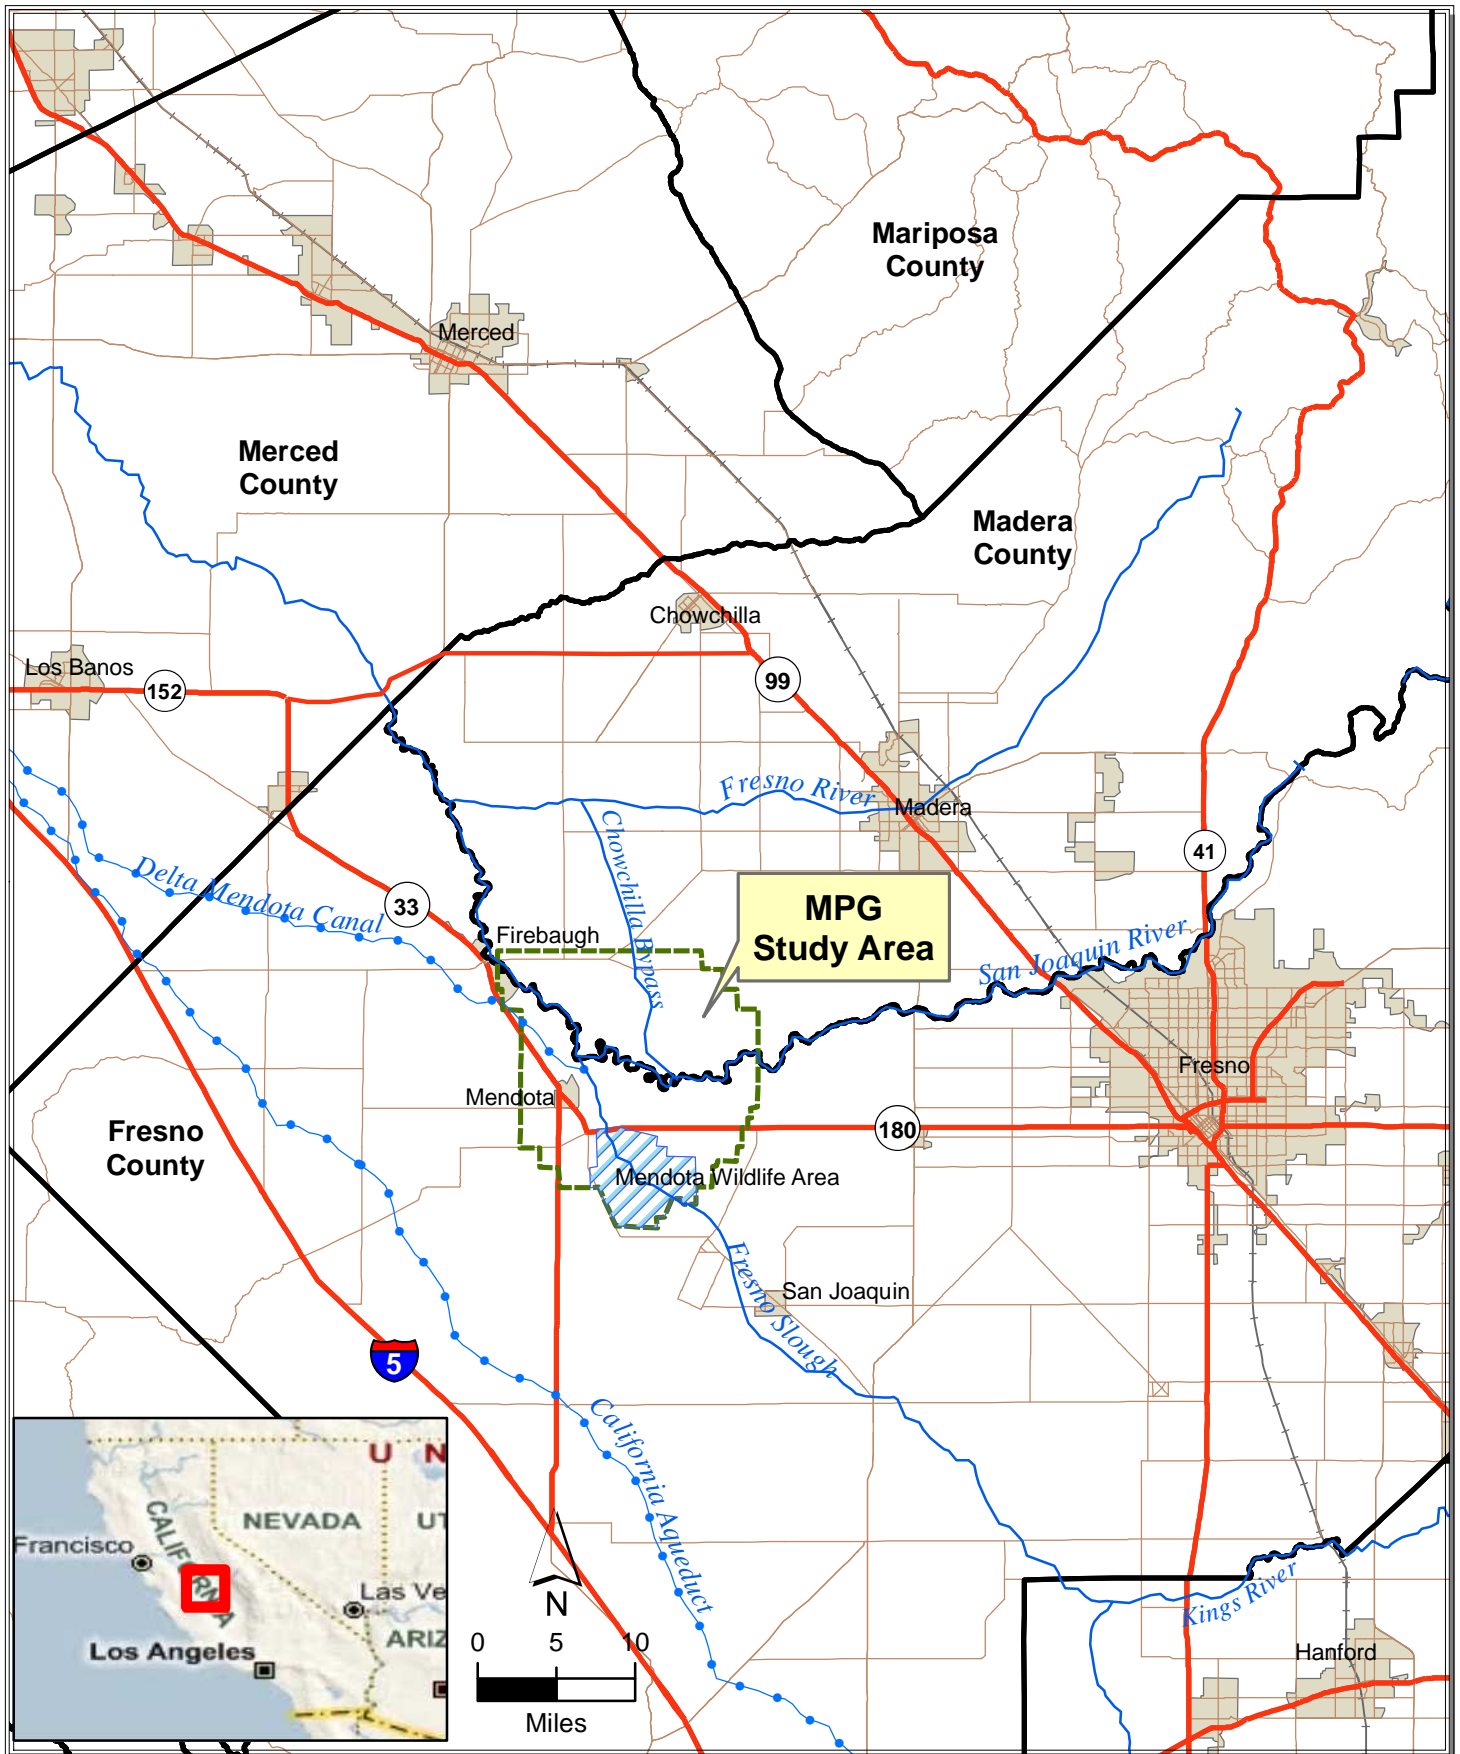 Mariposa
County
Merced
Merced
County
Madera
County
Chowchilla
Los Banos
152
99
Fresno River
Madera
Chowchilla Bypass
41
Delta Mendota Canal
33
MPG
Study Area
Firebaugh
San Joaquin River
Fresno
Mendota
180
Fresno
County
Mendota Wildlife Area
Fresno Slough
San Joaquin
5
California Aqueduct
U N
CALIFORNIA
NEVADA
UT
Francisco
Las Ve
ARIZ
Los Angeles
N
0 5 10
Miles
Kings River
Hanford